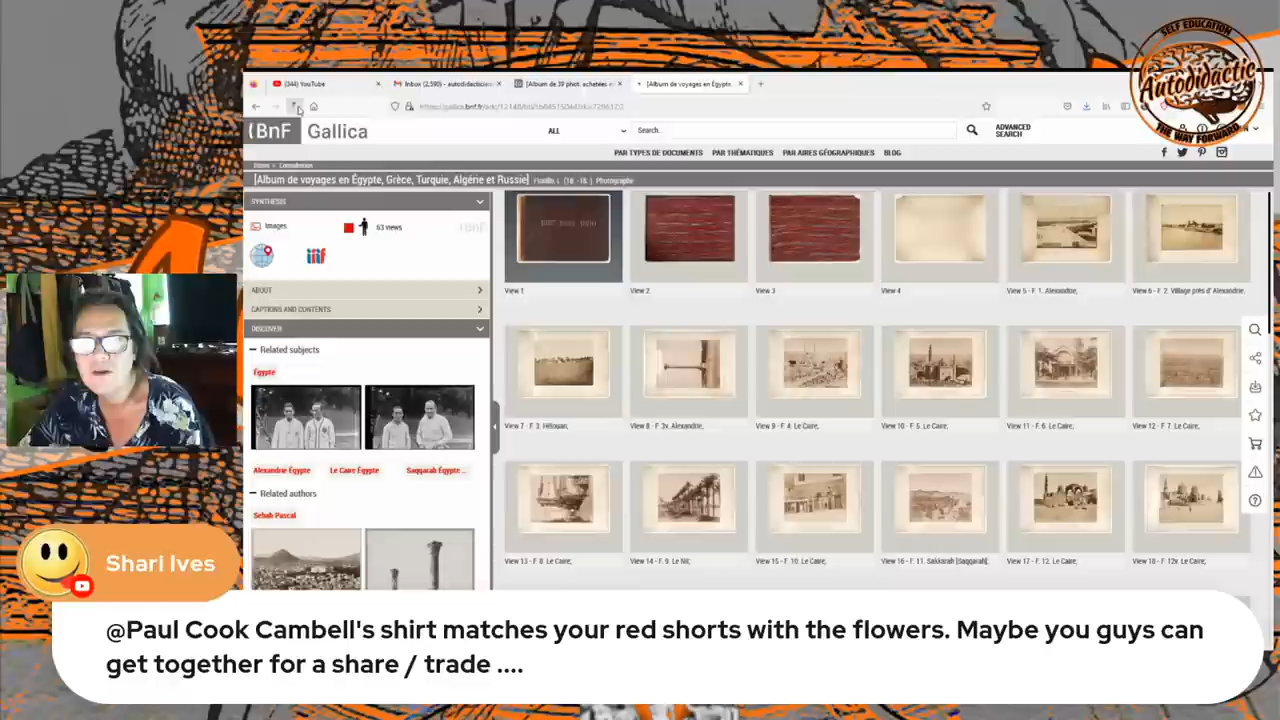 SELF EDUCATION
Autodidactic
THE WAY FORWARD
(344) YouTube
Inbox (2,590) - autodidacticiens
[Album de 39 phot. achetées e
[Album de voyages en Égypte,
{BnF Gallica
ALL
Search...
ADVANCED
SEARCH
PAR TYPES DE DOCUMENTS PAR THÉMATIQUES PAR AIRES GÉOGRAPHIQUES BLOG
Home > Consultation
[Album de voyages en Égypte, Grèce, Turquie, Algérie et Russie]
Photographe
SYNTHESIS
Images
63 views
iiif
ABOUT
CAPTIONS AND CONTENTS
DISCOVER
Related subjects
Égypte
Alexandrie Égypte Le Caire Égypte Saqqarah Égypte ...
Related authors
Sebah Pascal
View 1 View 2 View 3 View 4 View 5 - F. 1. Alexandrie; View 6 - F. 2. Village près d' Alexandrie;
View 7 - F. 3. Hélouan; View 8 - F. 3v. Alexandrie; View 9 - F. 4. Le Caire; View 10 - F. 5. Le Caire; View 11 - F. 6. Le Caire; View 12 - F. 7. Le Caire;
View 13 - F. 8. Le Caire; View 14 - F. 9. Le Nil; View 15 - F. 10. Le Caire; View 16 - F. 11. Sakkarah [Saqqarah]; View 17 - F. 12. Le Caire; View 18 - F. 12v. Le Caire;
Shari Ives
@Paul Cook Cambell's shirt matches your red shorts with the flowers. Maybe you guys can
get together for a share / trade ....